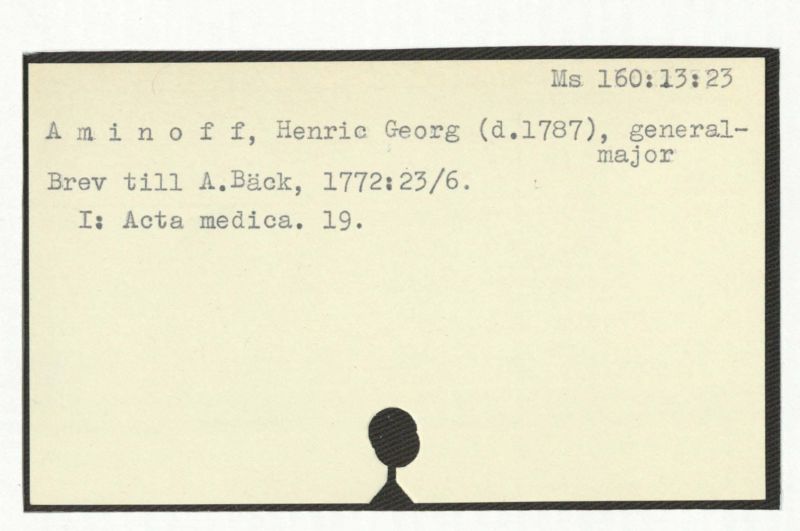 Ms 160:13:23
A m i n o f f, Henric Georg (d.1787), general-
major
Brev till A.Bäck, 1772:23/6.
I: Acta medica. 19.